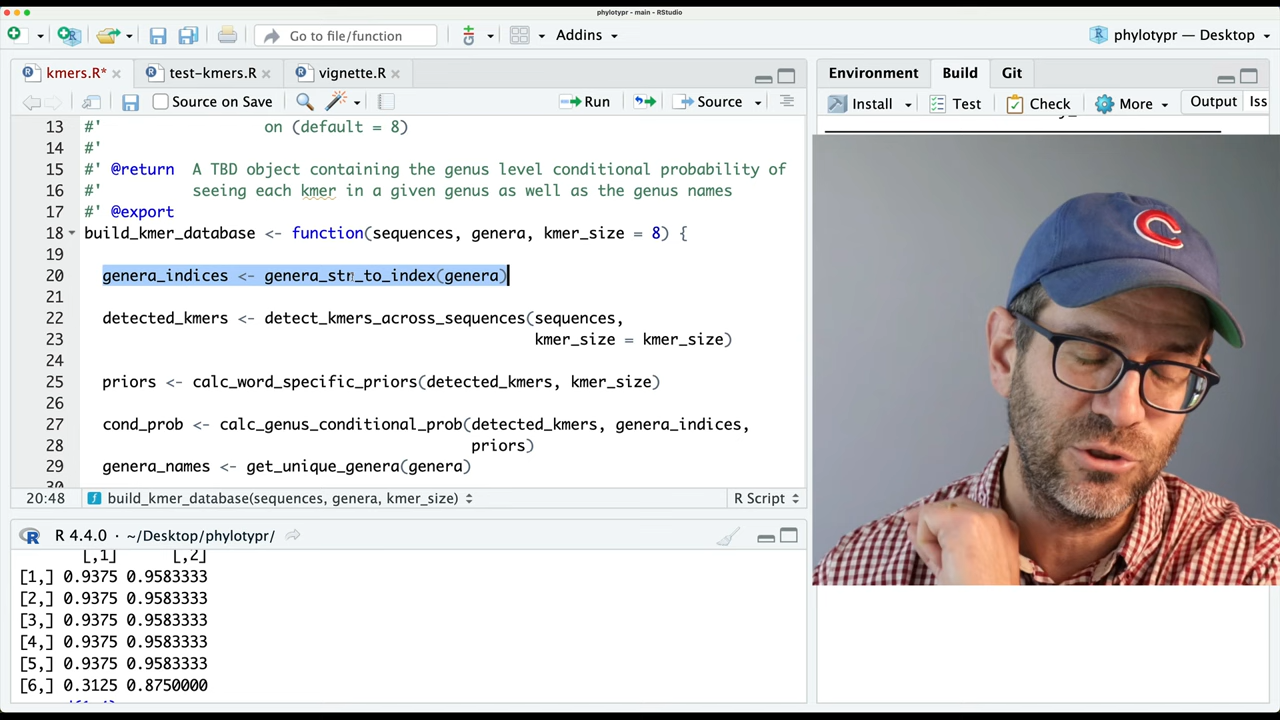 phylotypr - main - RStudio
Go to file/function
Addins
phylotypr — Desktop
kmers.R*
test-kmers.R
vignette.R
Environment
Build
Git
Source on Save
Run
Source
Install
Test
Check
More
Output
Iss
13 #' on (default = 8)
14 #'
15 #' @return A TBD object containing the genus level conditional probability of
16 #' seeing each kmer in a given genus as well as the genus names
17 #' @export
18 build_kmer_database <- function(sequences, genera, kmer_size = 8) {
19
20 genera_indices <- genera_str_to_index(genera)
21
22 detected_kmers <- detect_kmers_across_sequences(sequences,
23 kmer_size = kmer_size)
24
25 priors <- calc_word_specific_priors(detected_kmers, kmer_size)
26
27 cond_prob <- calc_genus_conditional_prob(detected_kmers, genera_indices,
28 priors)
29 genera_names <- get_unique_genera(genera)
20:48 build_kmer_database(sequences, genera, kmer_size) R Script
R 4.4.0 · ~/Desktop/phylotypr/
[,1] [,2]
[1,] 0.9375 0.9583333
[2,] 0.9375 0.9583333
[3,] 0.9375 0.9583333
[4,] 0.9375 0.9583333
[5,] 0.9375 0.9583333
[6,] 0.3125 0.8750000